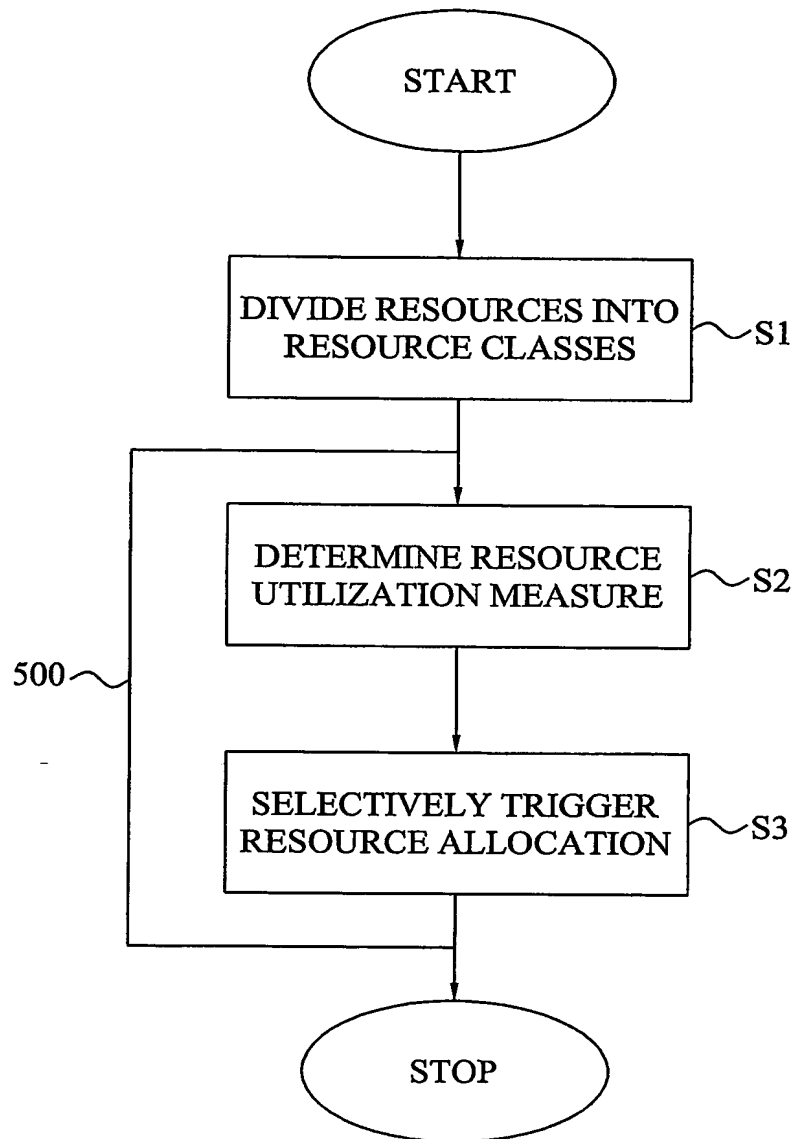 START
DIVIDE RESOURCES INTO
RESOURCE CLASSES
S1
DETERMINE RESOURCE
UTILIZATION MEASURE
S2
500
SELECTIVELY TRIGGER
RESOURCE ALLOCATION
S3
STOP